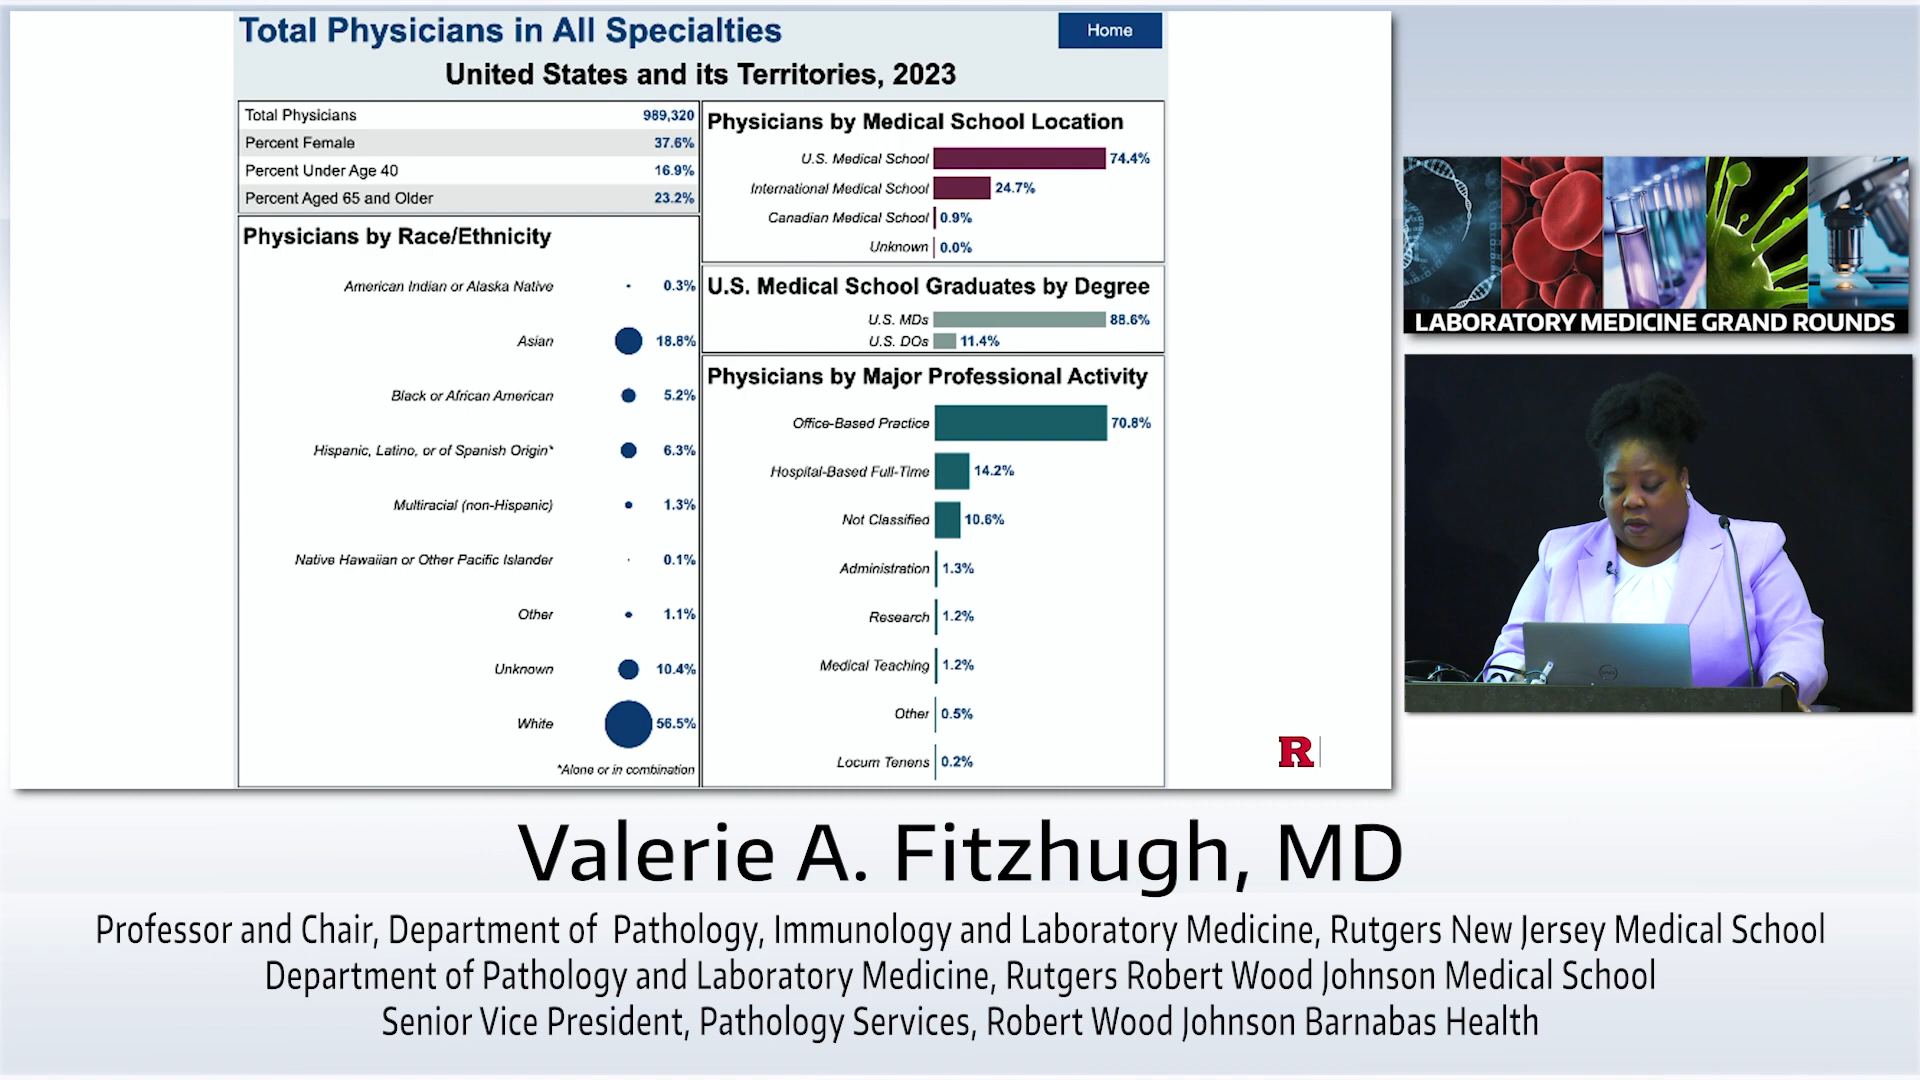 Total Physicians in All Specialties
Home
United States and its Territories, 2023
Total Physicians 989,320
Percent Female 37.6%
Percent Under Age 40 16.9%
Percent Aged 65 and Older 23.2%
Physicians by Race/Ethnicity
American Indian or Alaska Native 0.3%
Asian 18.8%
Black or African American 5.2%
Hispanic, Latino, or of Spanish Origin* 6.3%
Multiracial (non-Hispanic) 1.3%
Native Hawaiian or Other Pacific Islander 0.1%
Other 1.1%
Unknown 10.4%
White 56.5%
*Alone or in combination
Physicians by Medical School Location
U.S. Medical School 74.4%
International Medical School 24.7%
Canadian Medical School 0.9%
Unknown 0.0%
U.S. Medical School Graduates by Degree
U.S. MDs 88.6%
U.S. DOs 11.4%
Physicians by Major Professional Activity
Office-Based Practice 70.8%
Hospital-Based Full-Time 14.2%
Not Classified 10.6%
Administration 1.3%
Research 1.2%
Medical Teaching 1.2%
Other 0.5%
Locum Tenens 0.2%
R
LABORATORY MEDICINE GRAND ROUNDS
DELL
Valerie A. Fitzhugh, MD
Professor and Chair, Department of Pathology, Immunology and Laboratory Medicine, Rutgers New Jersey Medical School
Department of Pathology and Laboratory Medicine, Rutgers Robert Wood Johnson Medical School
Senior Vice President, Pathology Services, Robert Wood Johnson Barnabas Health